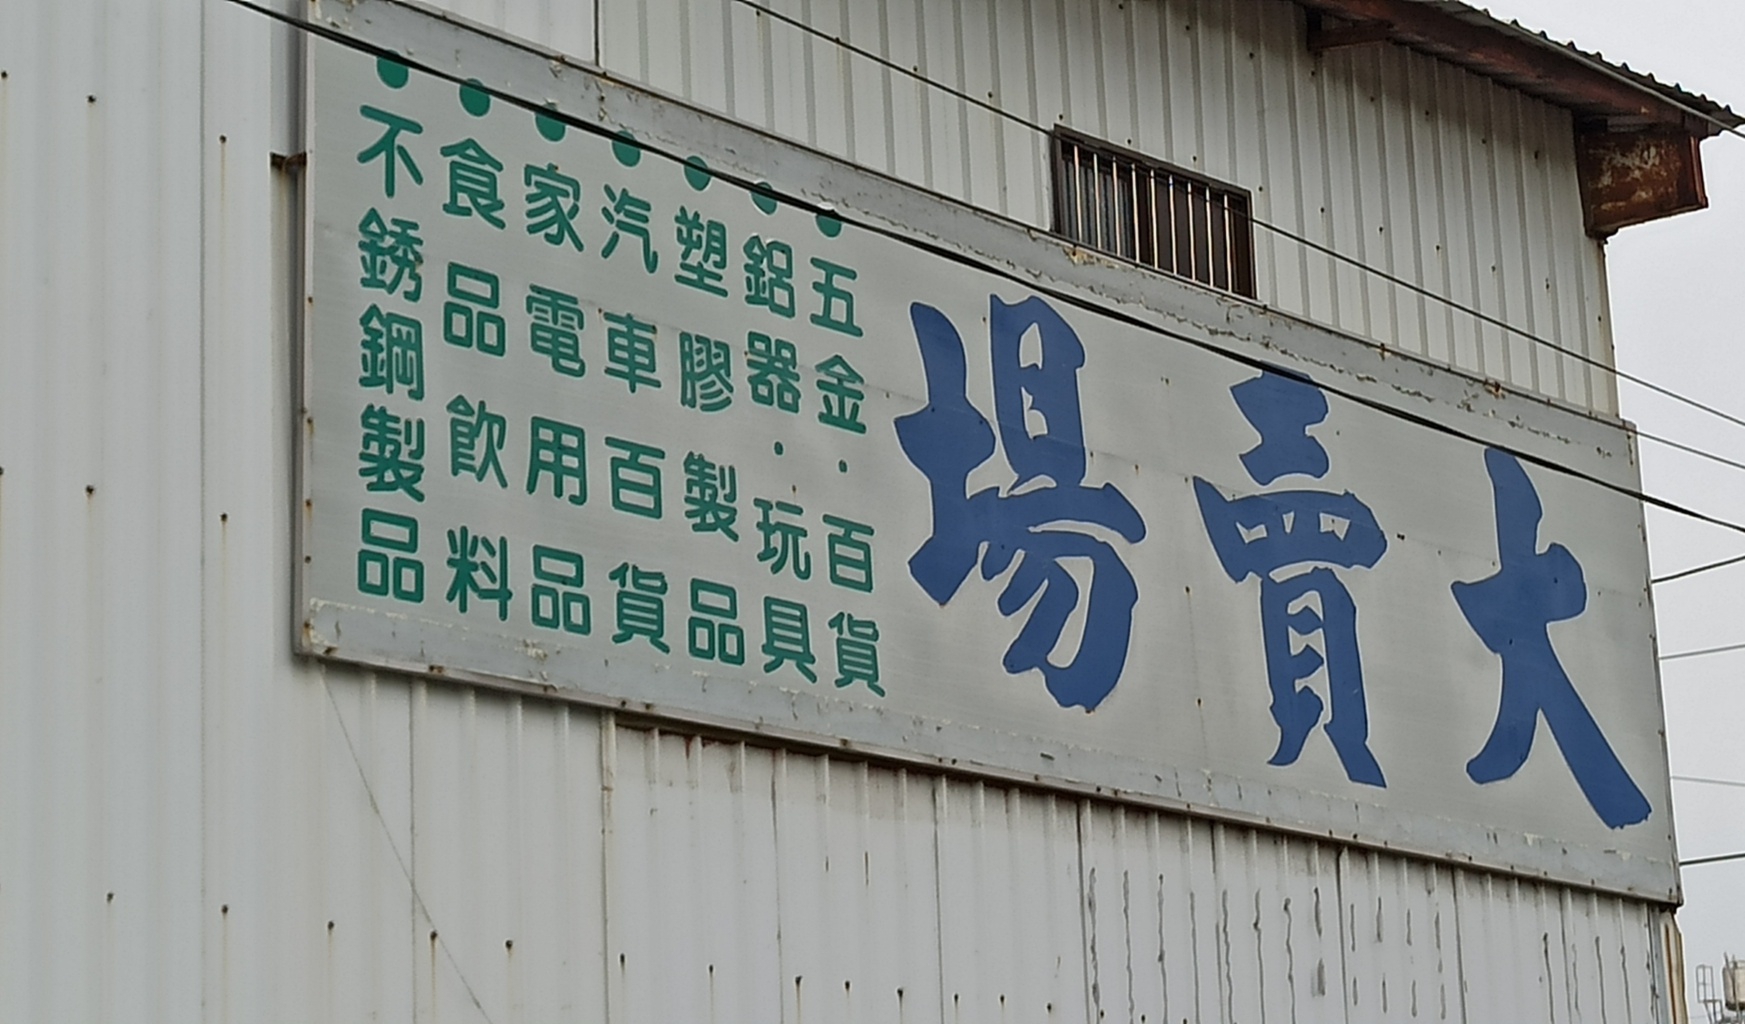 大賣場
●五金·百貨
●鋁器·玩具
●塑膠製品
●汽車百貨
●家電用品
●食品飲料
●不銹鋼製品